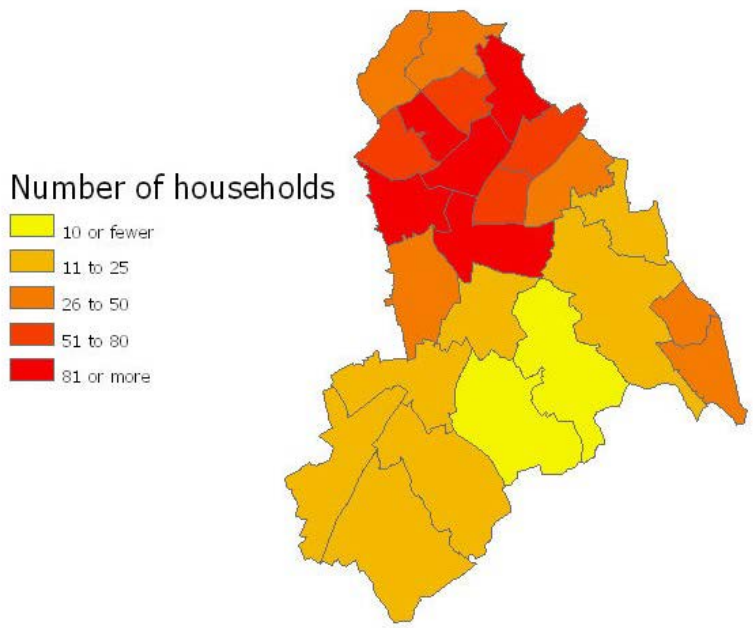 Number of households
10 or fewer
11 to 25
26 to 50
51 to 80
81 or more